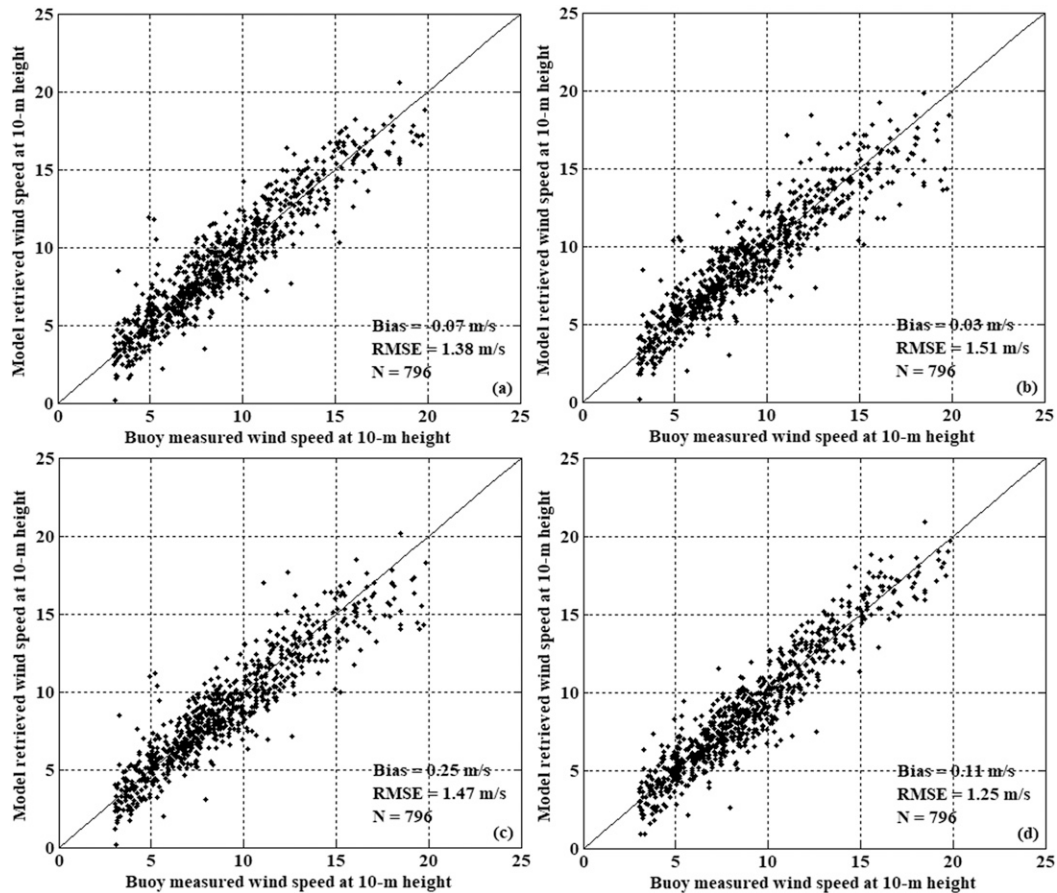 25
20
15
10
5
0
Model retrieved wind speed at 10-m height
Bias = -0.07 m/s
RMSE = 1.38 m/s
N = 796
(a)
0 5 10 15 20 25
Buoy measured wind speed at 10-m height
25
20
15
10
5
0
Model retrieved wind speed at 10-m height
Bias = 0.03 m/s
RMSE = 1.51 m/s
N = 796
(b)
0 5 10 15 20 25
Buoy measured wind speed at 10-m height
25
20
15
10
5
0
Model retrieved wind speed at 10-m height
Bias = 0.25 m/s
RMSE = 1.47 m/s
N = 796
(c)
0 5 10 15 20 25
Buoy measured wind speed at 10-m height
25
20
15
10
5
0
Model retrieved wind speed at 10-m height
Bias = 0.11 m/s
RMSE = 1.25 m/s
N = 796
(d)
0 5 10 15 20 25
Buoy measured wind speed at 10-m height